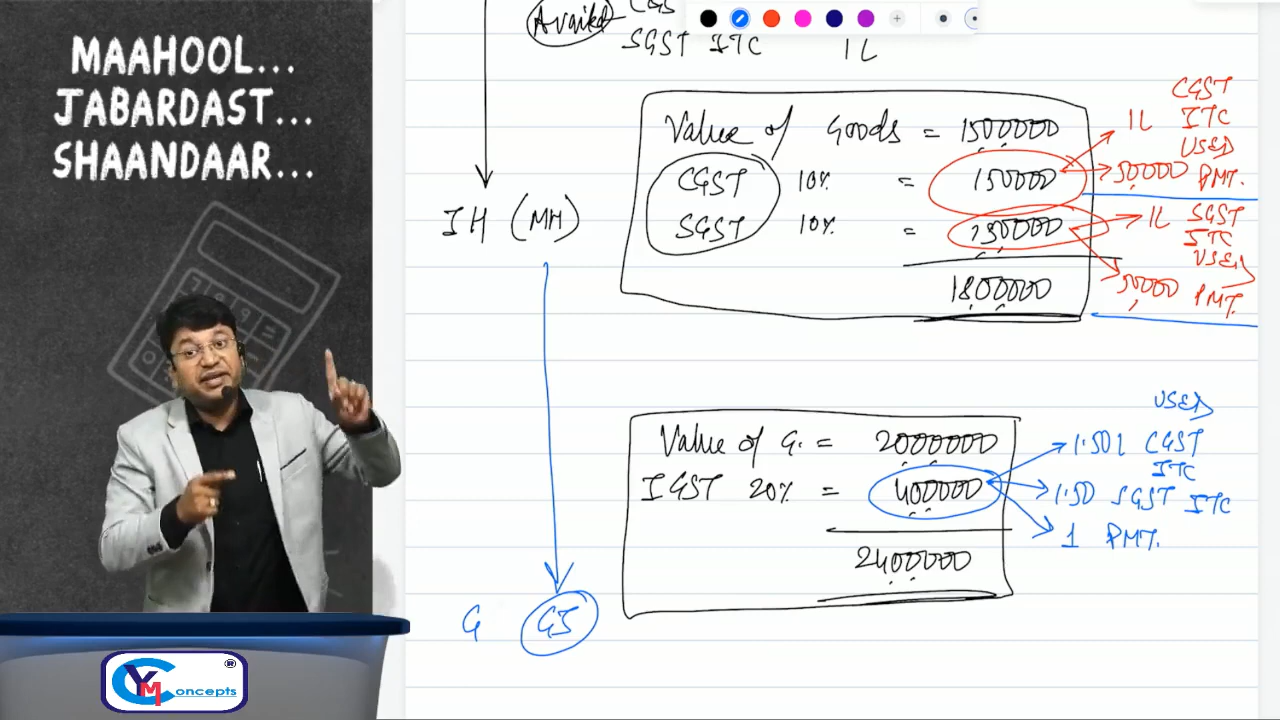 MAAHOOL...
JABARDAST...
SHAANDAAR...
YM Concepts ®
Availed
SGST ITC 1L
Value of Goods = 1500000
CGST 10% = 150000
SGST 10% = 150000
1800000
1L CGST ITC USED
50000 PMT.
1L SGST ITC USED
50000 PMT.
IH (MH)
Value of G. = 2000000
IGST 20% = 400000
2400000
USED
1.50L CGST ITC
1.50 SGST ITC
1 PMT.
G GJ